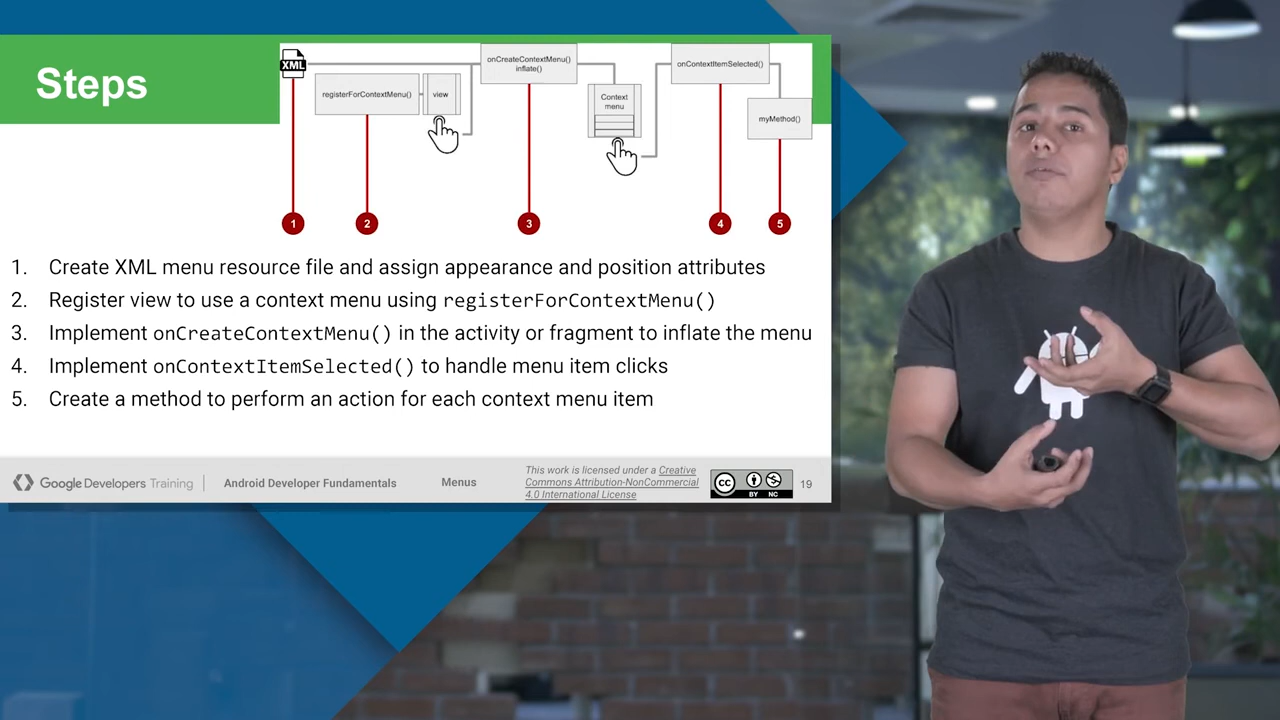 Steps
XML
registerForContextMenu()
view
onCreateContextMenu()
inflate()
Context
menu
onContextItemSelected()
myMethod()
1
2
3
4
5
1. Create XML menu resource file and assign appearance and position attributes
2. Register view to use a context menu using registerForContextMenu()
3. Implement onCreateContextMenu() in the activity or fragment to inflate the menu
4. Implement onContextItemSelected() to handle menu item clicks
5. Create a method to perform an action for each context menu item
Google Developers Training
Android Developer Fundamentals
Menus
This work is licensed under a Creative
Commons Attribution-NonCommercial
4.0 International License
CC
BY NC
19